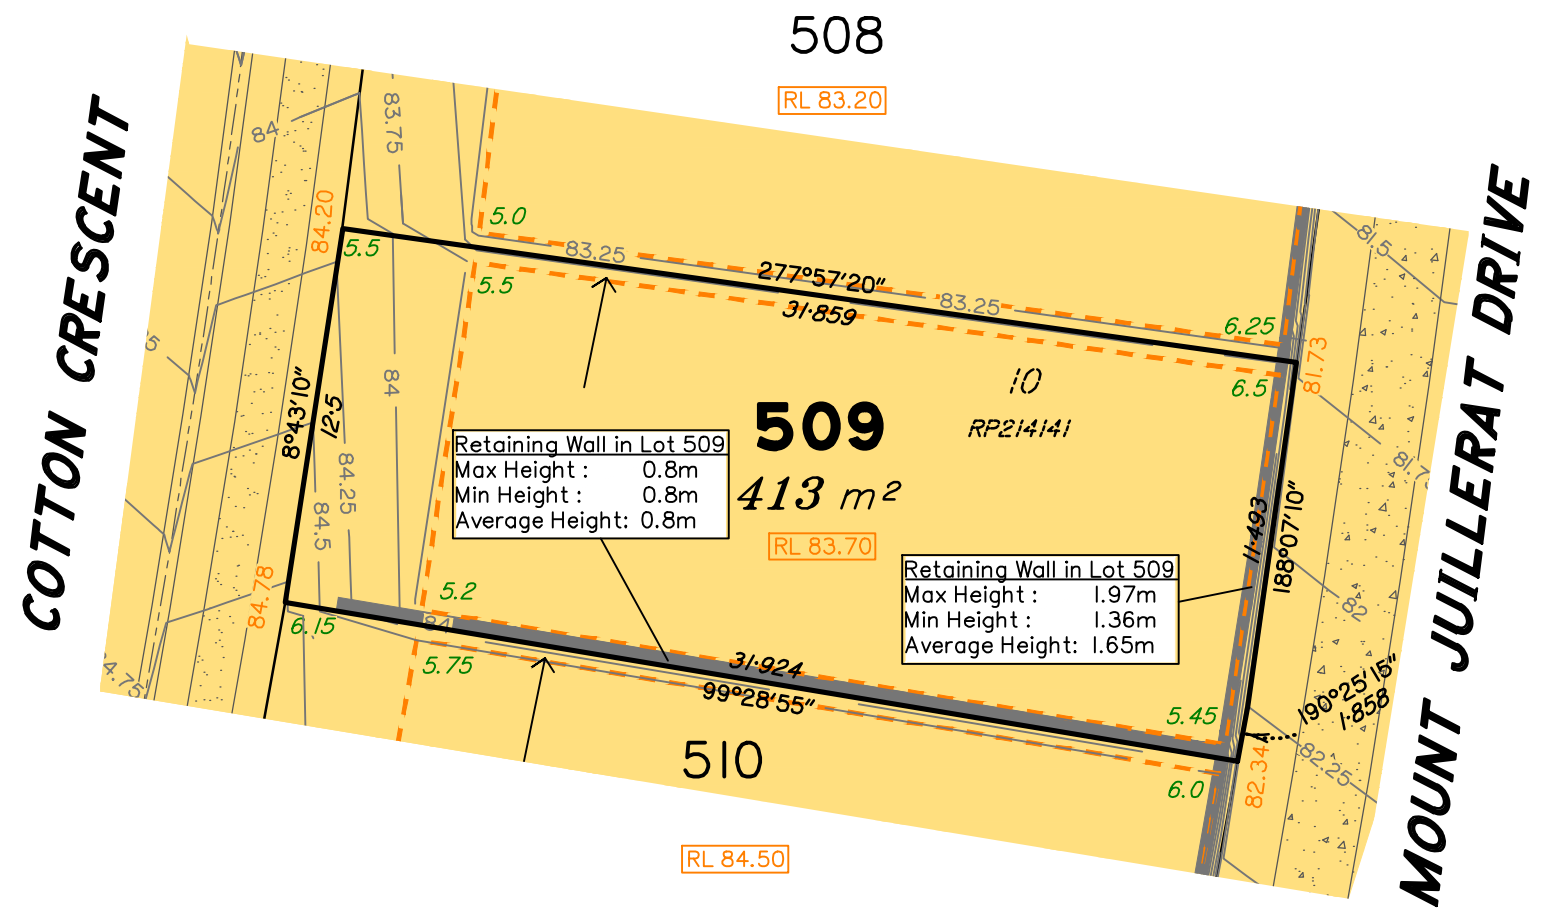 508
RL 83.20
COTTON CRESCENT
MOUNT JUILLERAT DRIVE
84
83.75
84.20
5.0
5.5
5.5
83.25
277°57'20"
31·859
83.25
6.25
6.5
81.5
81.73
81.7
10
RP214141
509
413 m²
RL 83.70
8°43'10"
12·5
84
84.25
84.5
84.78
Retaining Wall in Lot 509
Max Height : 0.8m
Min Height : 0.8m
Average Height: 0.8m
Retaining Wall in Lot 509
Max Height : 1.97m
Min Height : 1.36m
Average Height: 1.65m
11·493
188°07'10"
82
5.2
84
6.15
5.75
31·924
99°28'55"
5.45
6.0
190°25'15"
1·858
82.25
82.34
4.75
5
510
RL 84.50